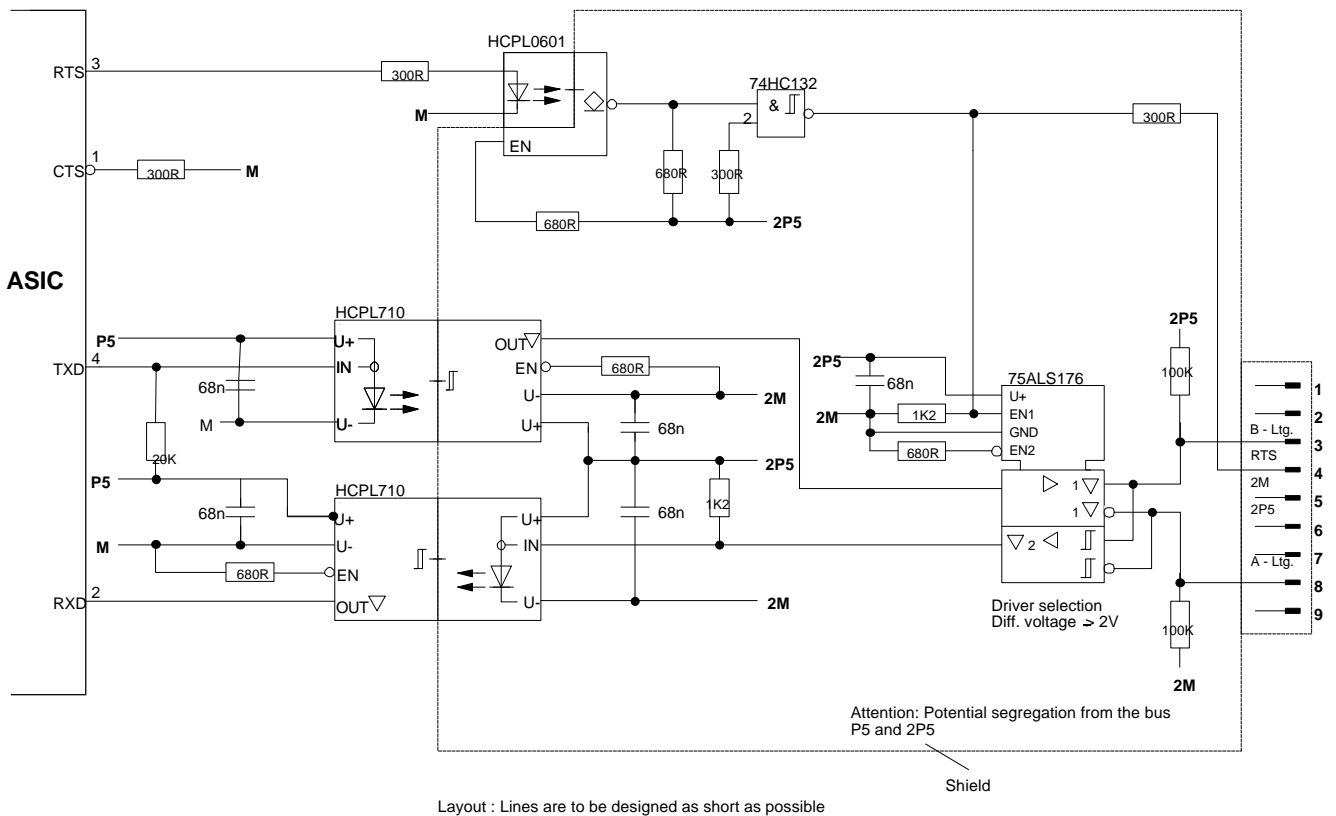 HCPL0601
RTS
3
300R
74HC132
&
2
300R
M
EN
CTS
1
300R
M
680R
300R
680R
2P5
ASIC
HCPL710
P5
U+
OUT
TXD
4
IN
EN
680R
68n
U-
2M
M
U-
U+
68n
20K
2P5
P5
HCPL710
68n
U+
U+
68n
1K2
M
U-
IN
680R
EN
RXD
2
OUT
U-
2M
2P5
2P5
100K
68n
75ALS176
U+
2M
1K2
EN1
GND
680R
EN2
1
1
2
1
2
B - Ltg.
3
RTS
4
2M
5
2P5
6
7
A - Ltg.
8
9
Driver selection
Diff. voltage > 2V
100K
2M
Attention: Potential segregation from the bus
P5 and 2P5
Shield
Layout : Lines are to be designed as short as possible